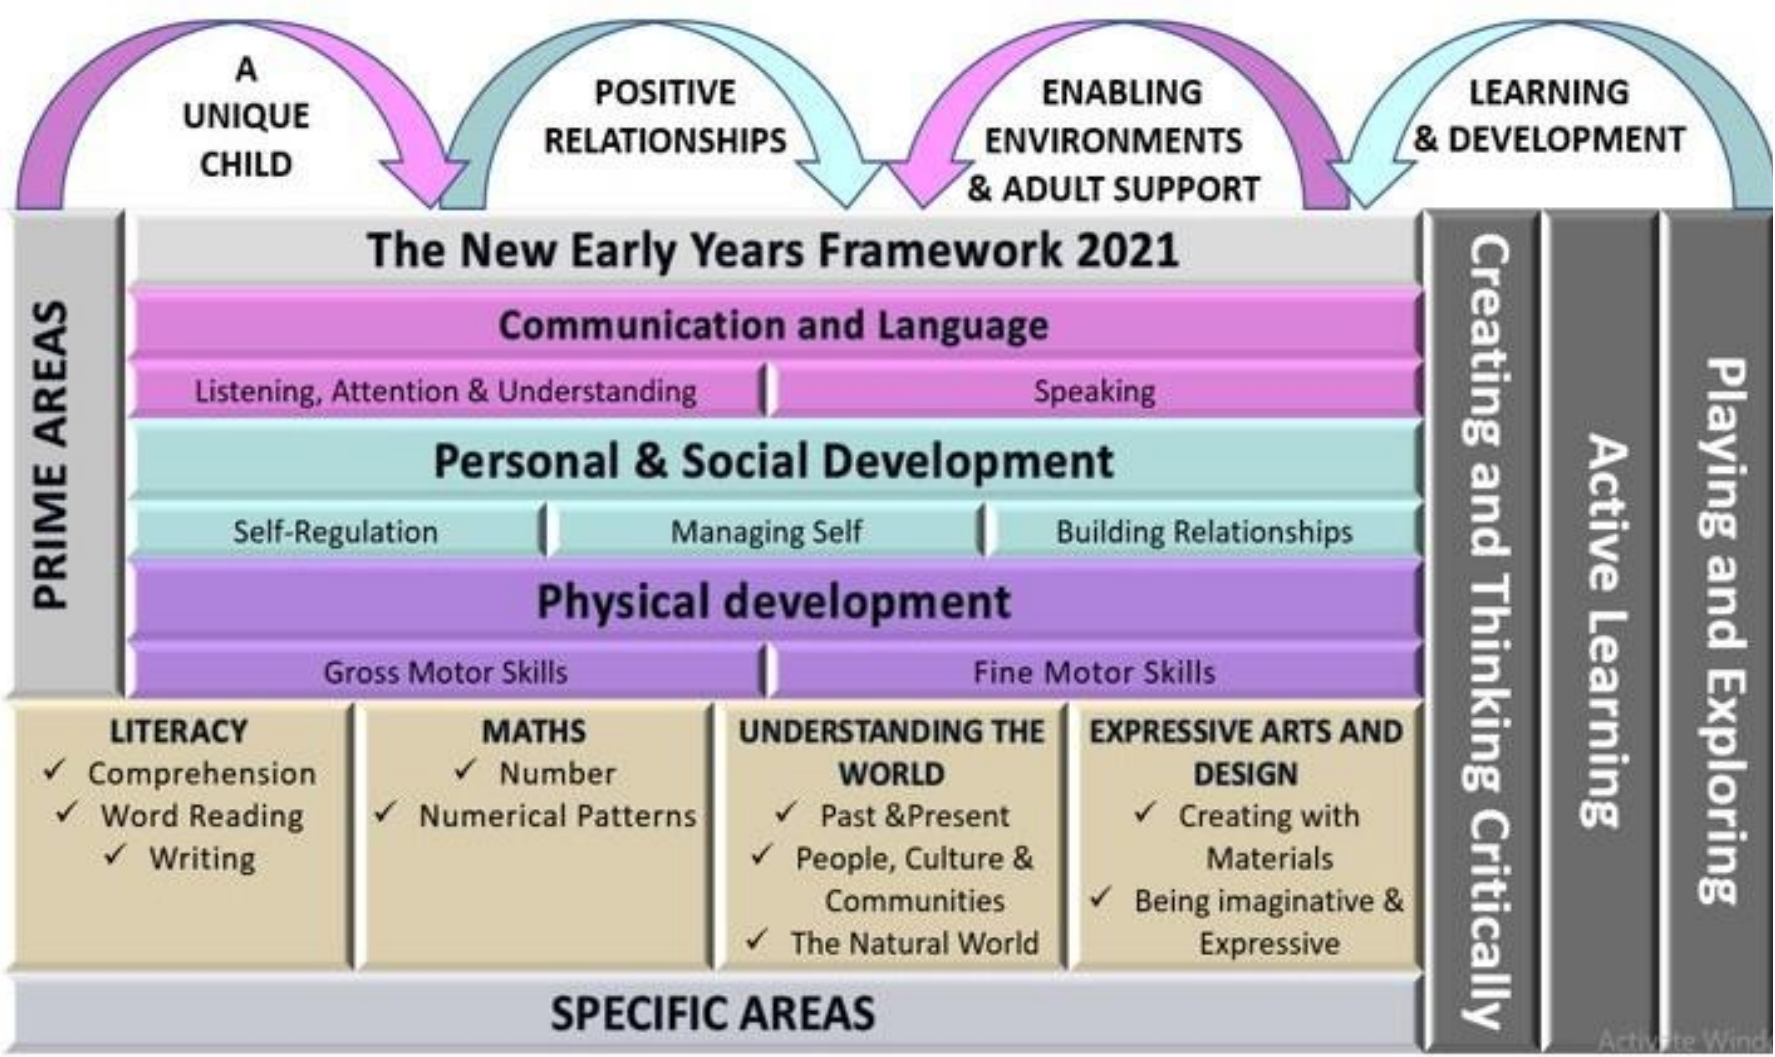 A
UNIQUE
CHILD
POSITIVE
RELATIONSHIPS
ENABLING
ENVIRONMENTS
& ADULT SUPPORT
LEARNING
& DEVELOPMENT
PRIME AREAS
The New Early Years Framework 2021
Communication and Language
Listening, Attention & Understanding
Speaking
Personal & Social Development
Self-Regulation
Managing Self
Building Relationships
Physical development
Gross Motor Skills
Fine Motor Skills
LITERACY
✓ Comprehension
✓ Word Reading
✓ Writing
MATHS
✓ Number
✓ Numerical Patterns
UNDERSTANDING THE
WORLD
✓ Past &Present
✓ People, Culture &
Communities
✓ The Natural World
EXPRESSIVE ARTS AND
DESIGN
✓ Creating with
Materials
✓ Being imaginative &
Expressive
SPECIFIC AREAS
Creating and Thinking Critically
Active Learning
Playing and Exploring
Activate